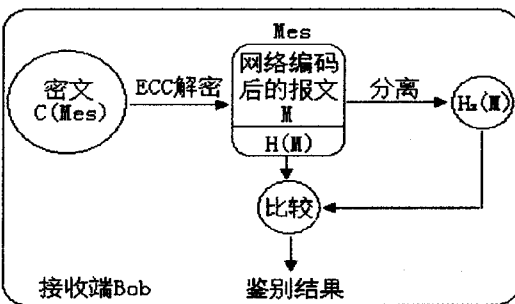 Mes
密文
C(Mes)
ECC解密
网络编码
后的报文
M
H(M)
分离
H₂(M)
比较
接收端Bob
鉴别结果